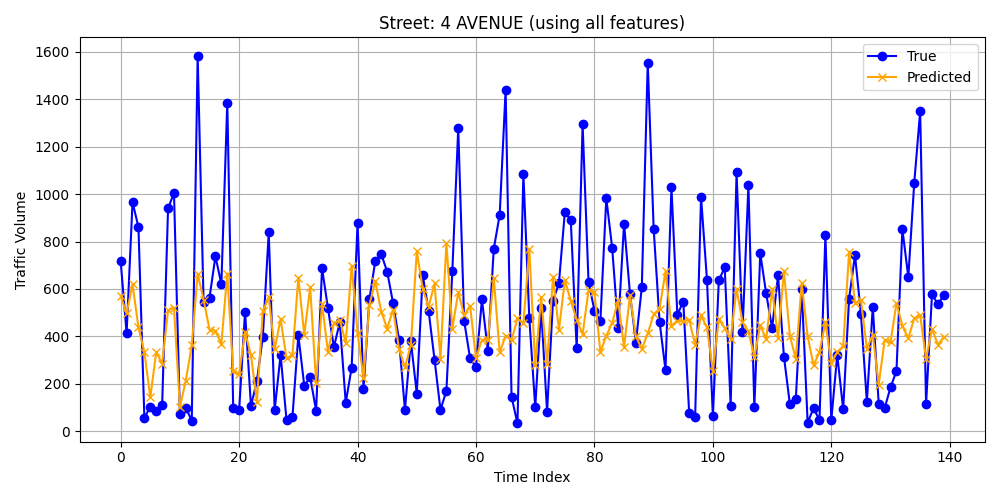 Street: 4 AVENUE (using all features)
True
Predicted
Traffic Volume
1600
1400
1200
1000
800
600
400
200
0
0 20 40 60 80 100 120 140
Time Index